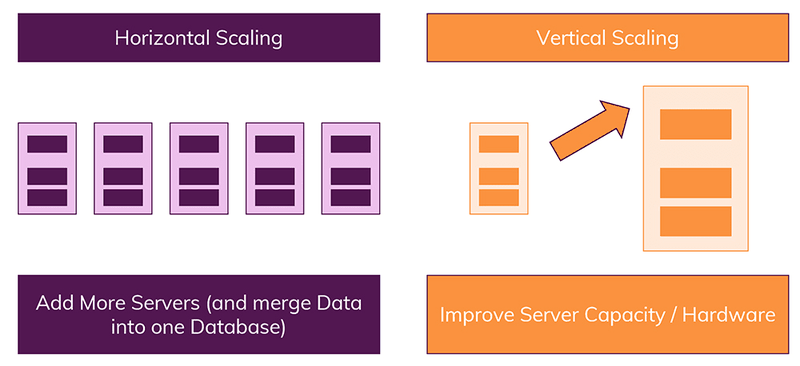 Horizontal Scaling
Vertical Scaling
Add More Servers (and merge Data
into one Database)
Improve Server Capacity / Hardware